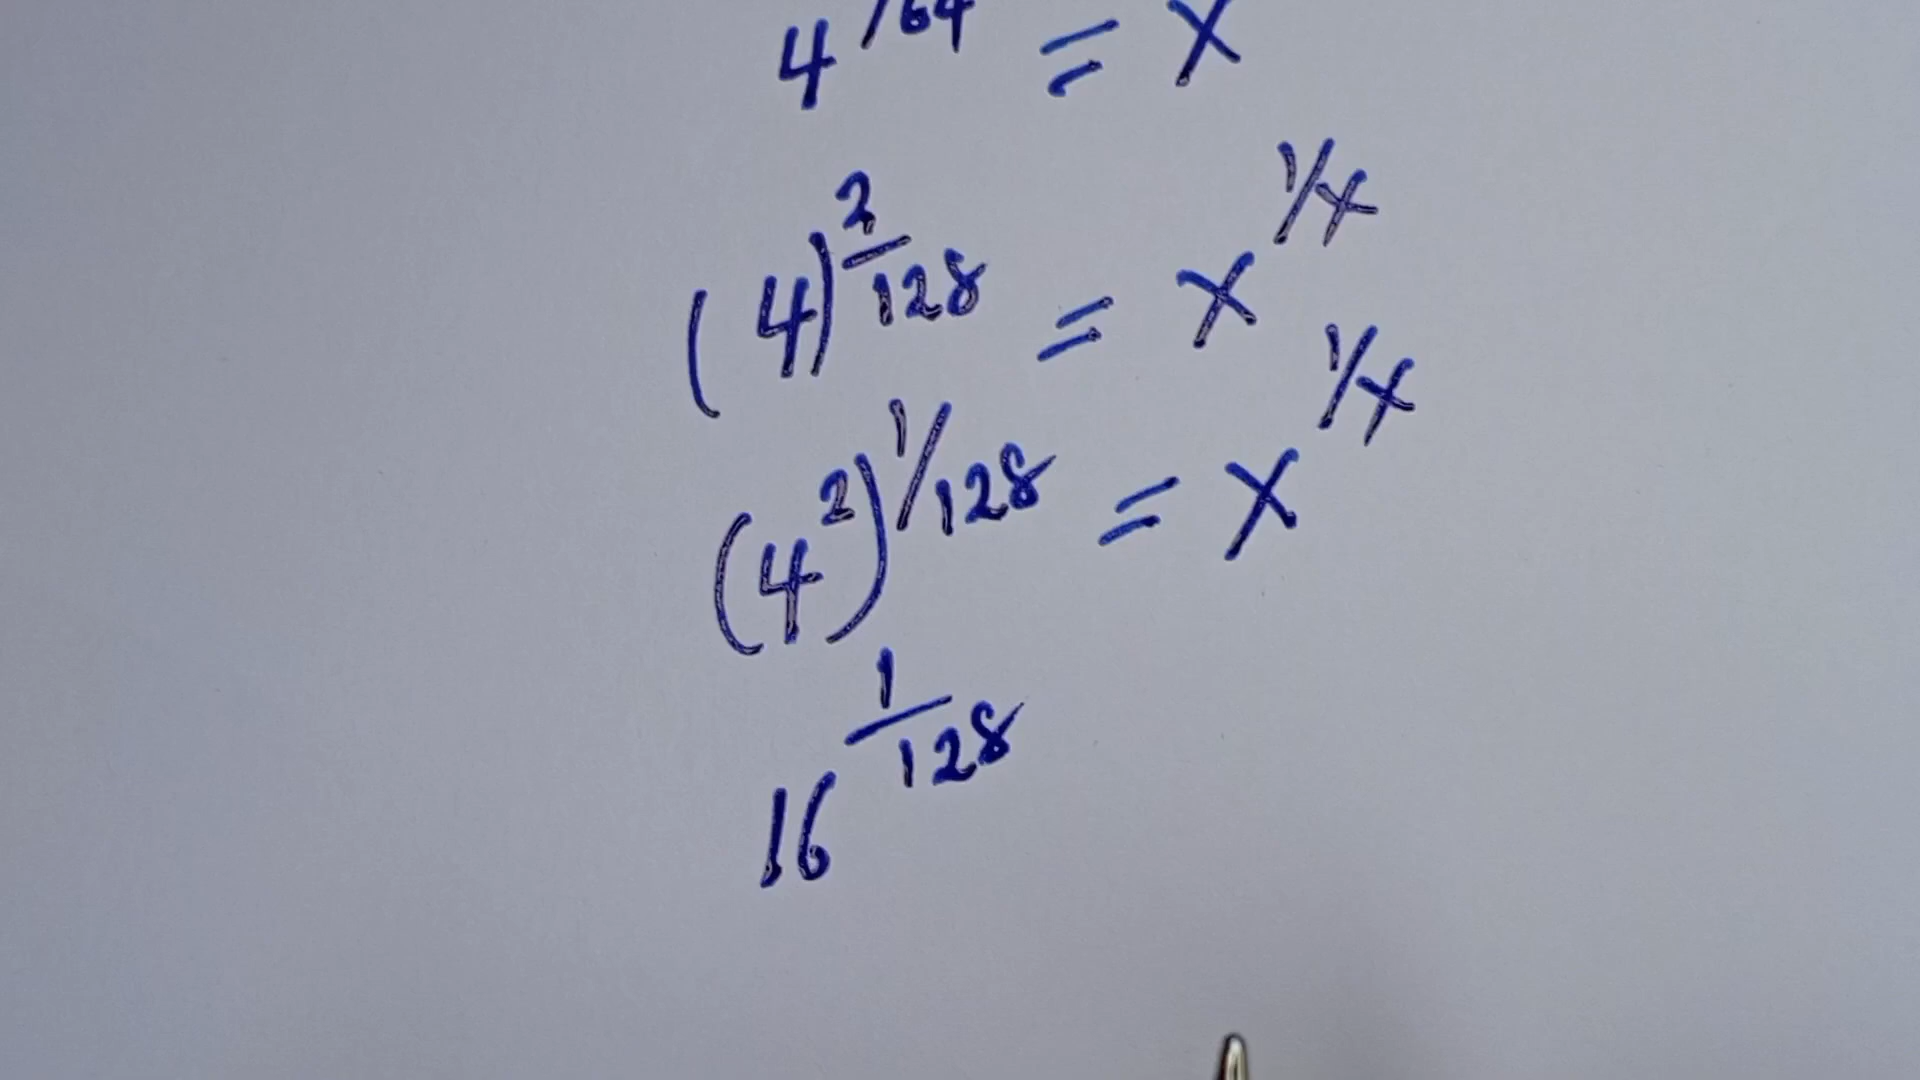 4^1/64 = x
(4)^2/128 = x^1/x
(4^2)^1/128 = x^1/x
16^1/128